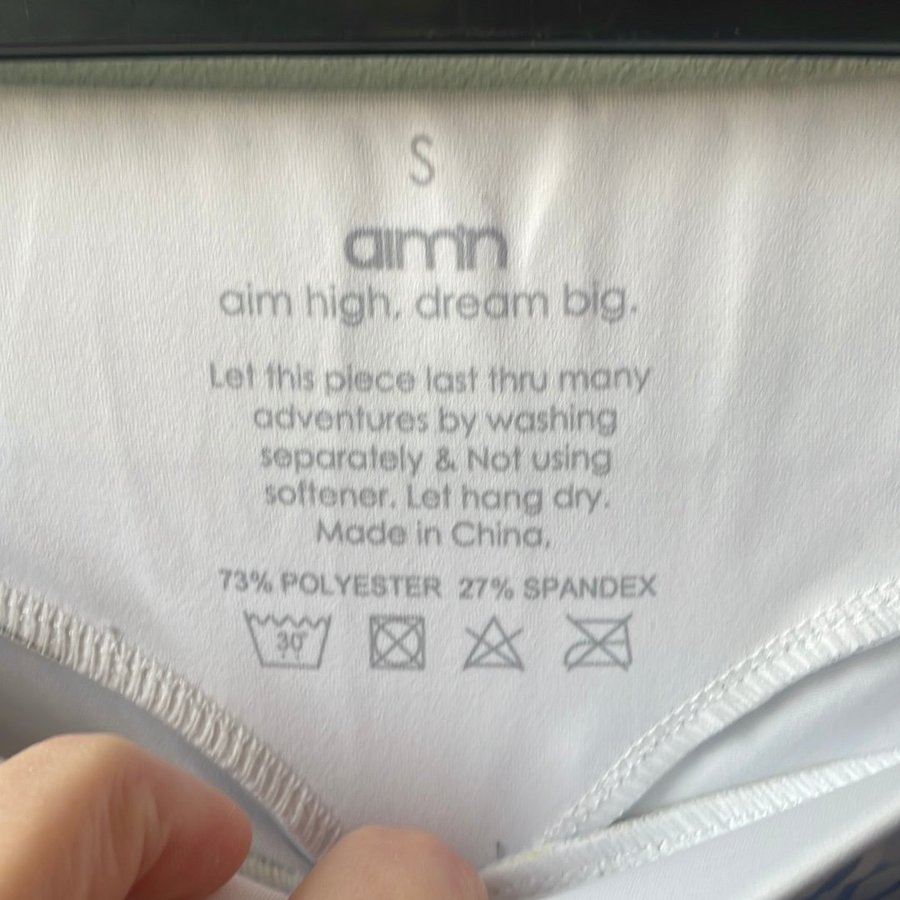 S
aim'n
aim high, dream big.
Let this piece last thru many
adventures by washing
separately & Not using
softener. Let hang dry.
Made in China.
73% POLYESTER 27% SPANDEX
30°